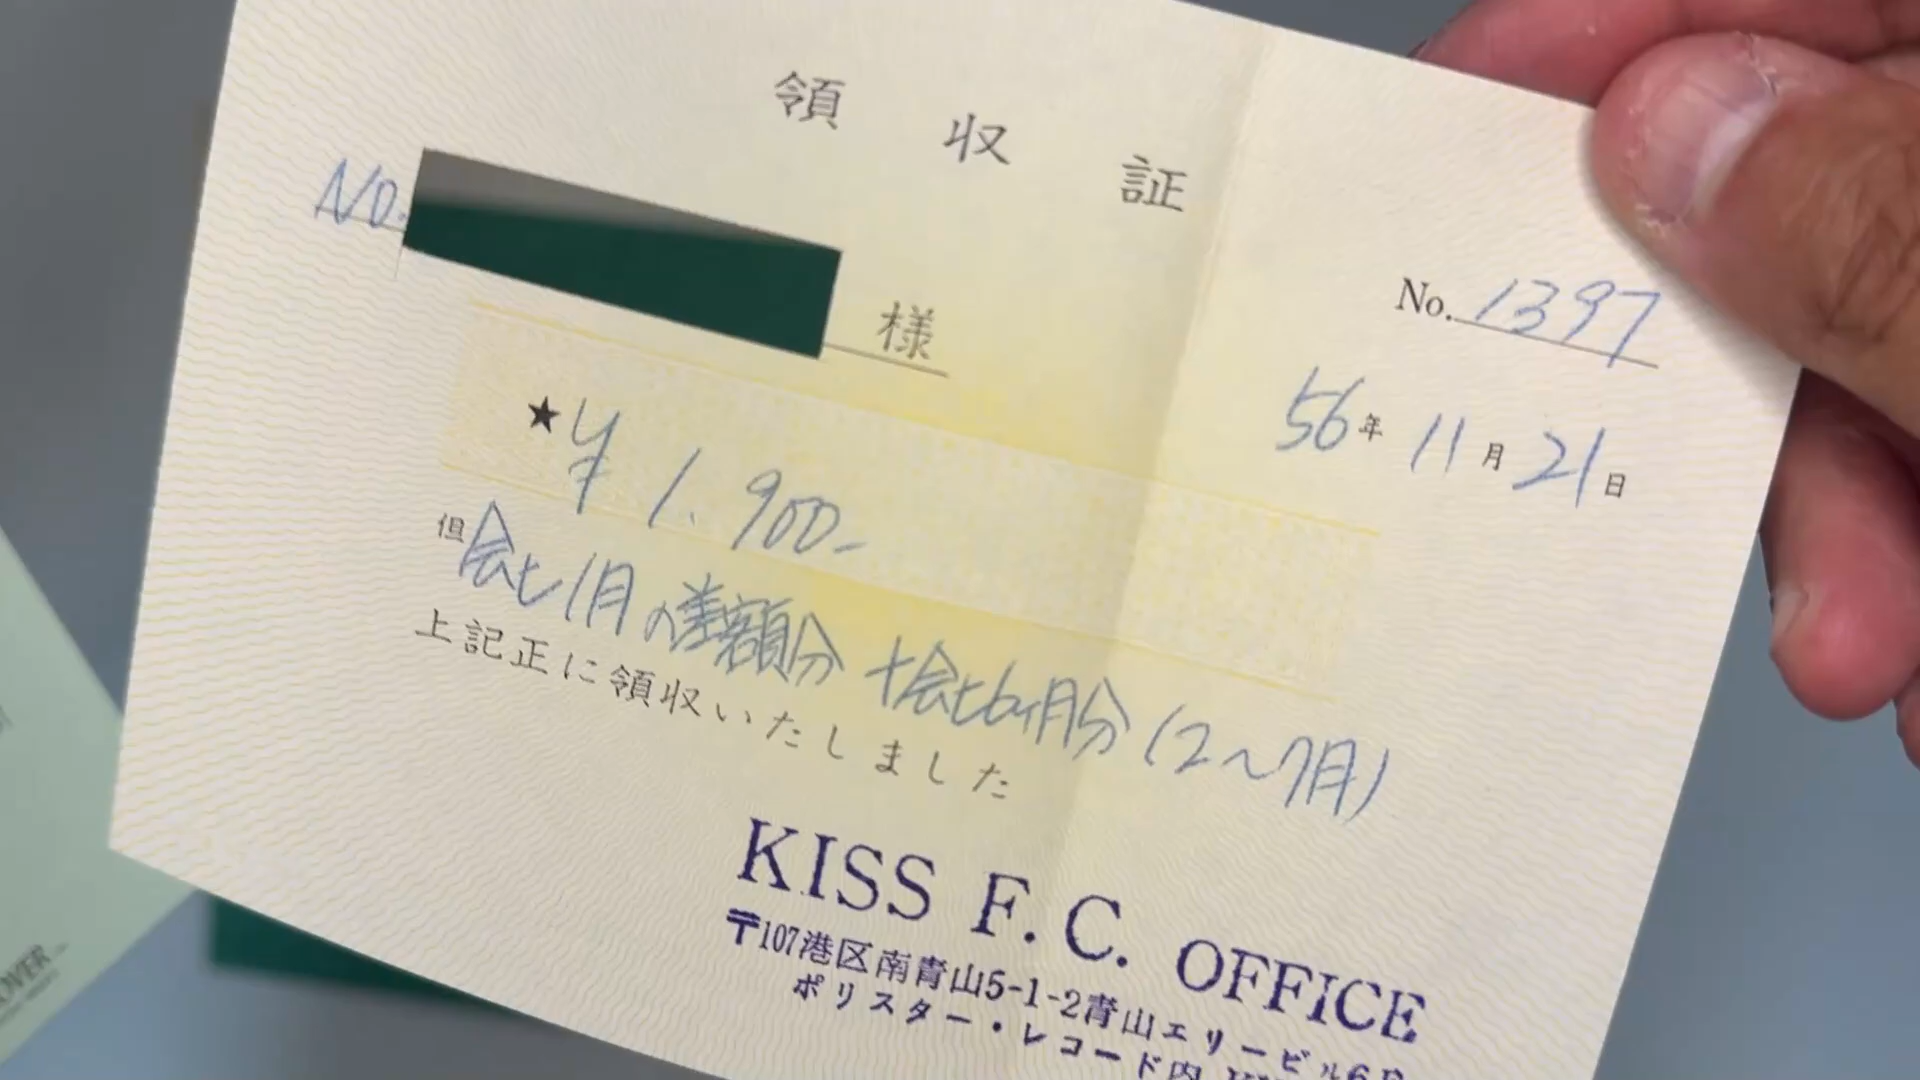 領収証
No. 様
No. 1397
56年 11月 21日
★¥1,900-
但 会ヒ1月の差額分+会ヒ6ヶ月分(2〜7月)
上記正に領収いたしました
KISS F.C. OFFICE
〒107港区南青山5-1-2青山エリービル6F
ポリスター・レコード内
OVER